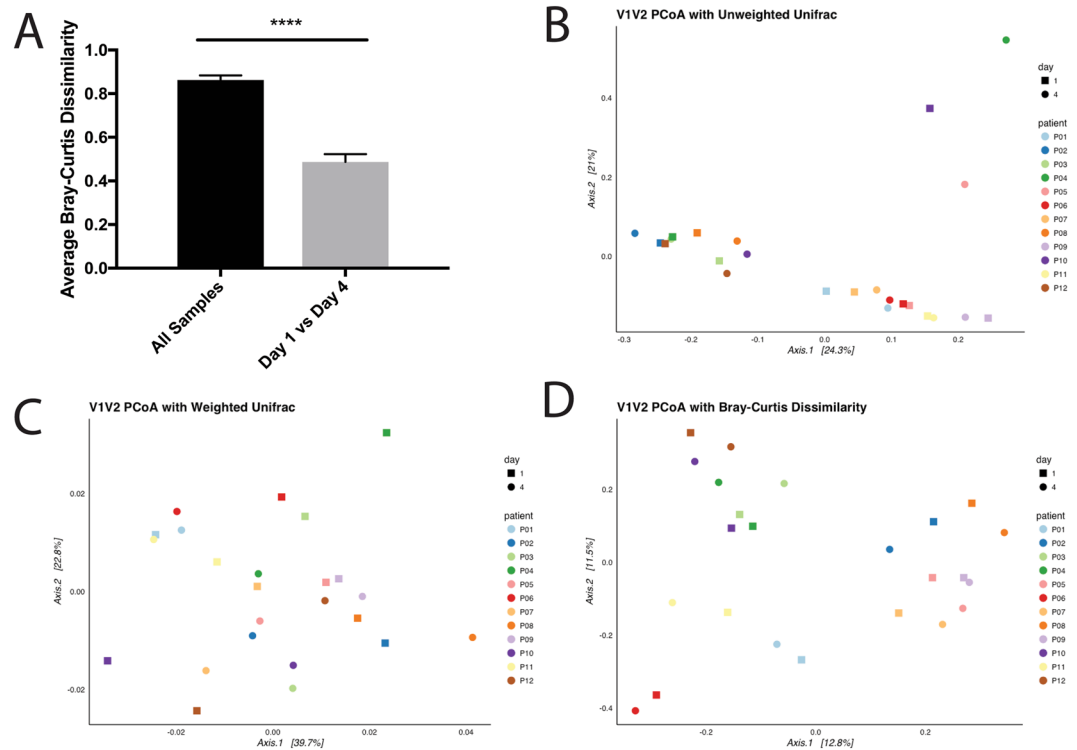 A
****
Average Bray-Curtis Dissimilarity
1.0
0.8
0.6
0.4
0.2
0.0
All Samples
Day 1 vs Day 4
B
V1V2 PCoA with Unweighted Unifrac
Axis.2 [21%]
0.4
0.2
0.0
-0.3
-0.2
-0.1
0.0
0.1
0.2
Axis.1 [24.3%]
day
1
4
patient
P01
P02
P03
P04
P05
P06
P07
P08
P09
P10
P11
P12
C
V1V2 PCoA with Weighted Unifrac
Axis.2 [22.8%]
0.02
0.00
-0.02
-0.02
0.00
0.02
0.04
Axis.1 [39.7%]
day
1
4
patient
P01
P02
P03
P04
P05
P06
P07
P08
P09
P10
P11
P12
D
V1V2 PCoA with Bray-Curtis Dissimilarity
Axis.2 [11.5%]
0.2
0.0
-0.2
-0.4
-0.2
0.0
0.2
Axis.1 [12.8%]
day
1
4
patient
P01
P02
P03
P04
P05
P06
P07
P08
P09
P10
P11
P12